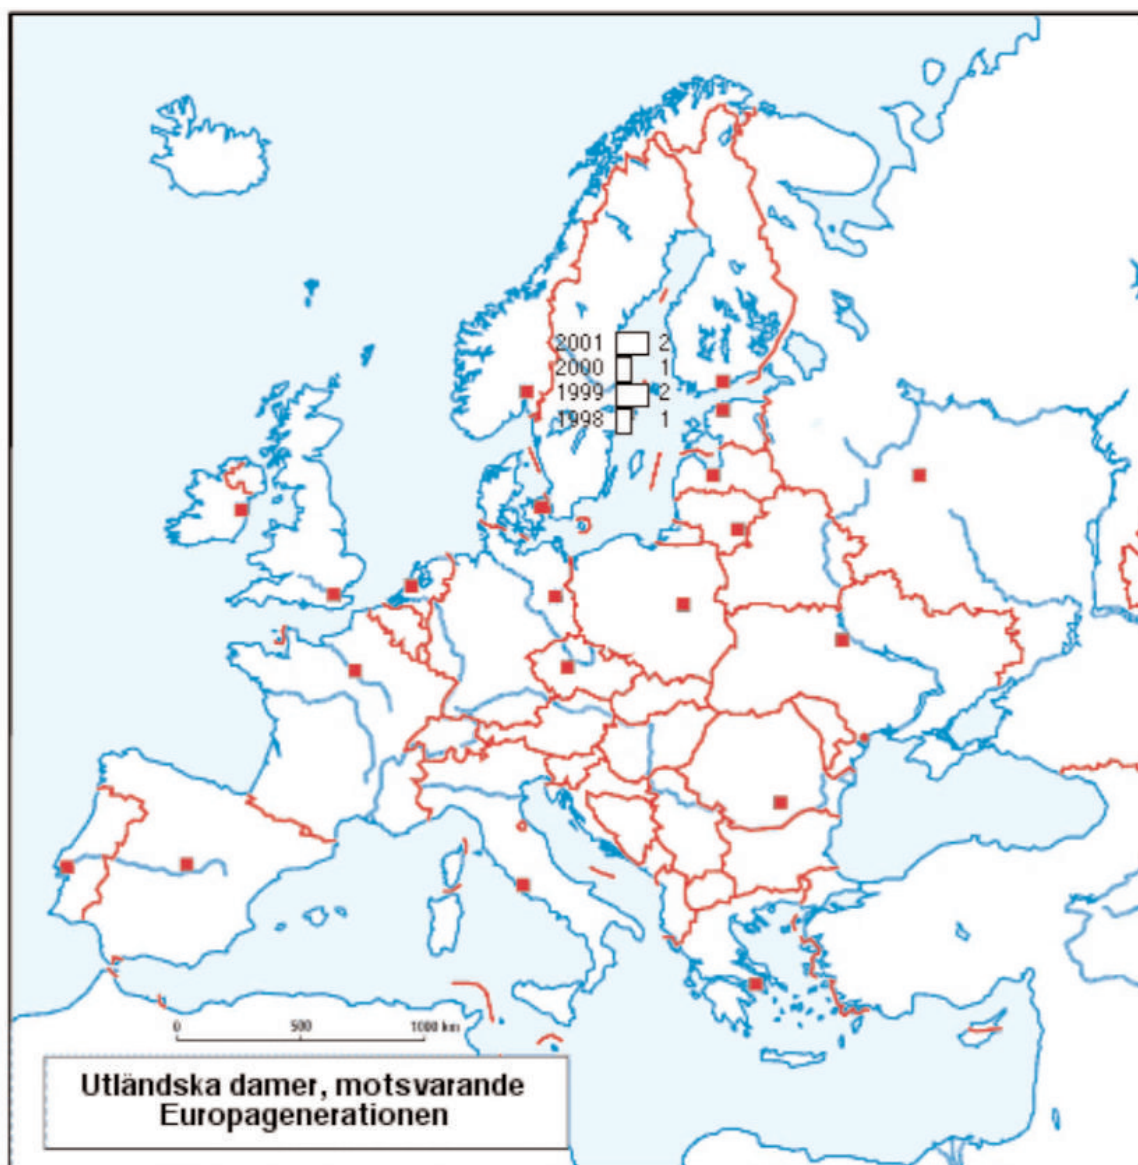 2001 2
2000 1
1999 2
1998 1
0 500 1000 km
Utländska damer, motsvarande
Europagenerationen